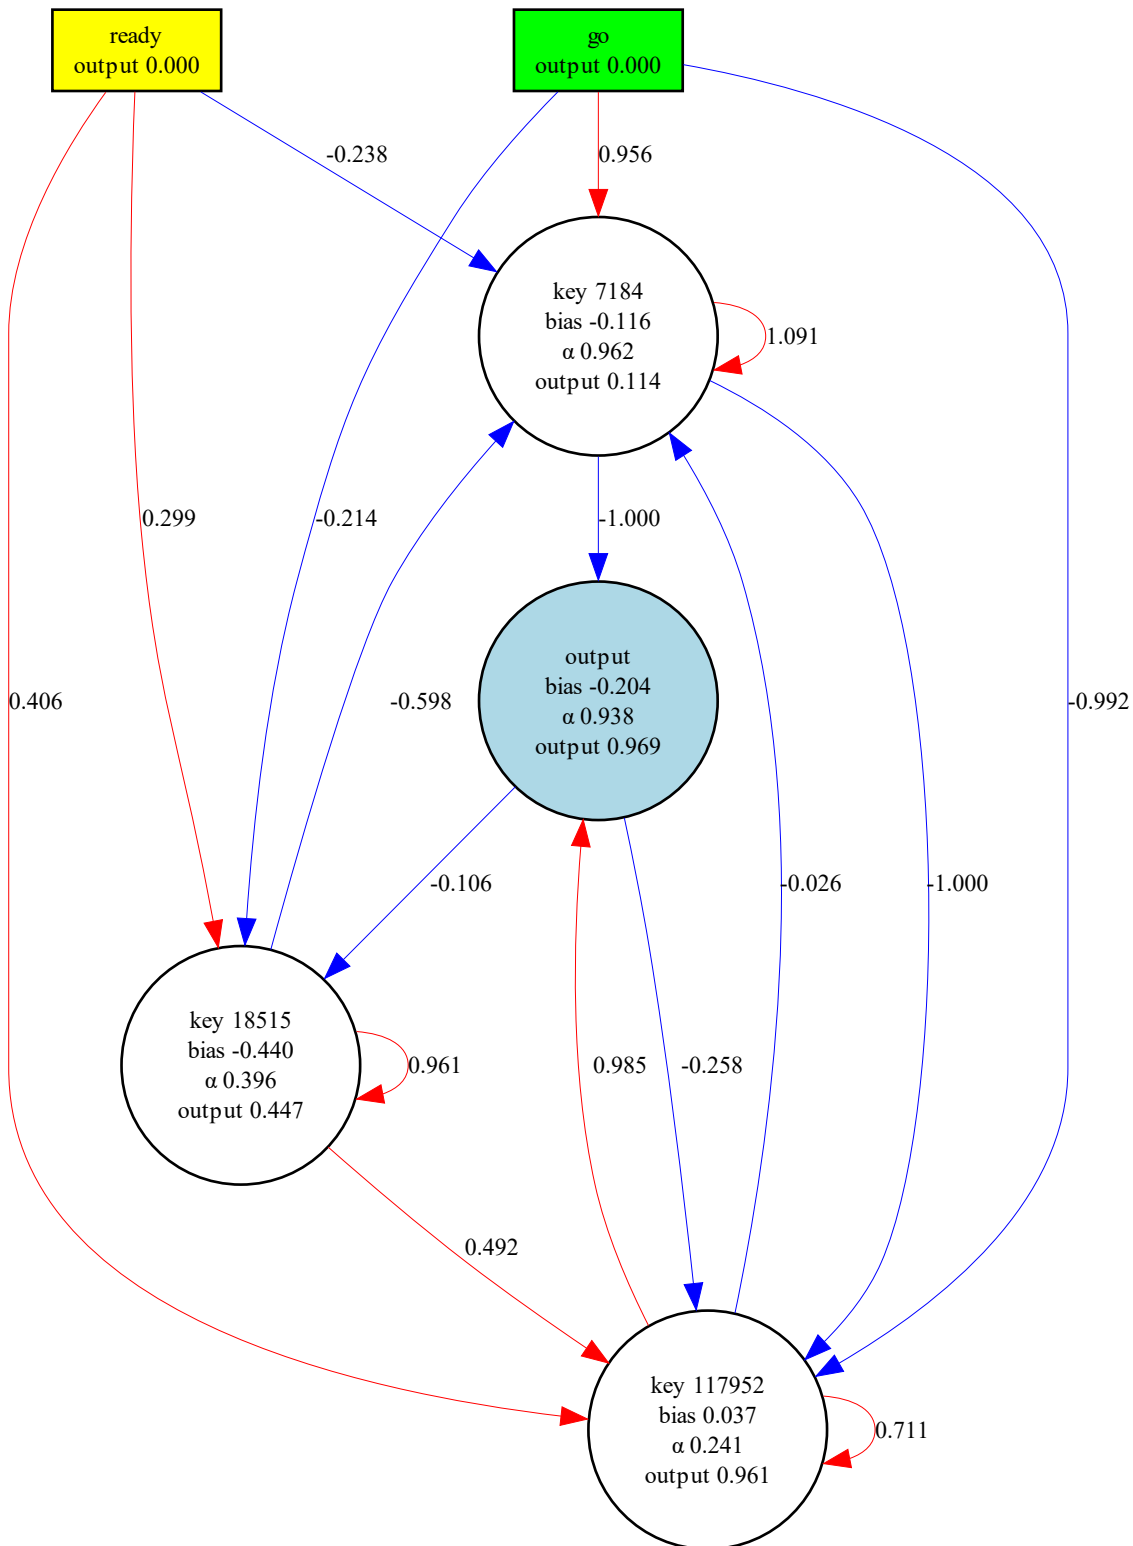 ready
output 0.000
go
output 0.000
-0.238
0.956
key 7184
bias -0.116
α 0.962
output 0.114
1.091
0.299
-0.214
-1.000
output
bias -0.204
α 0.938
output 0.969
0.406
-0.598
-0.992
-0.106
-0.026
-1.000
key 18515
bias -0.440
α 0.396
output 0.447
0.961
0.985
-0.258
0.492
key 117952
bias 0.037
α 0.241
output 0.961
0.711